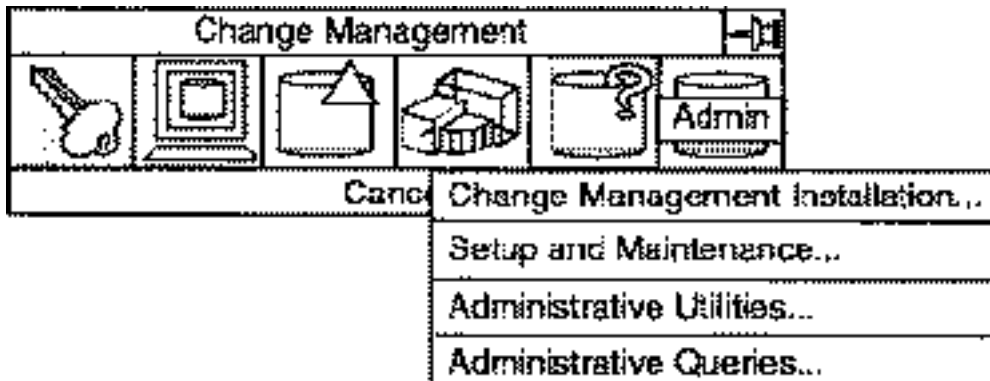 Change Management
Admin
Change Management Installation...
Setup and Maintenance...
Administrative Utilities...
Administrative Queries...